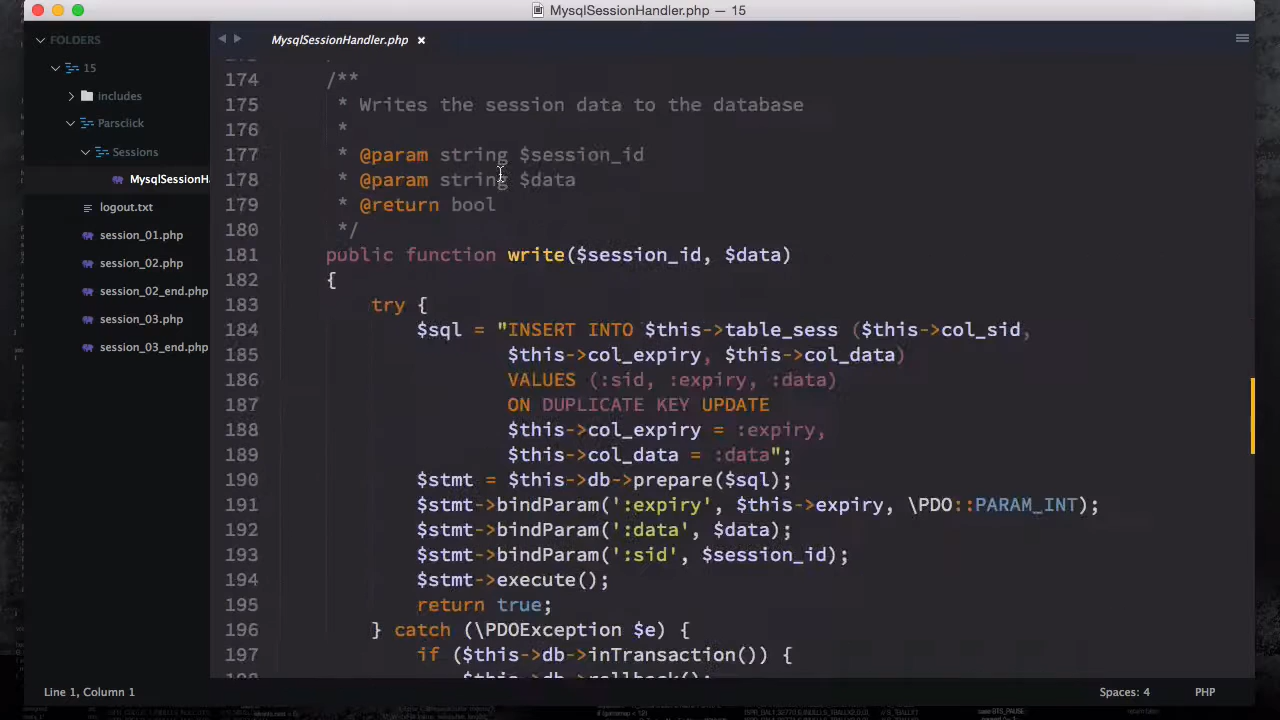 MysqlSessionHandler.php — 15
FOLDERS
15
includes
Parsclick
Sessions
MysqlSessionHa
logout.txt
session_01.php
session_02.php
session_02_end.php
session_03.php
session_03_end.php
MysqlSessionHandler.php ×
174 /**
175 * Writes the session data to the database
176 *
177 * @param string $session_id
178 * @param string $data
179 * @return bool
180 */
181 public function write($session_id, $data)
182 {
183 try {
184 $sql = "INSERT INTO $this->table_sess ($this->col_sid,
185 $this->col_expiry, $this->col_data)
186 VALUES (:sid, :expiry, :data)
187 ON DUPLICATE KEY UPDATE
188 $this->col_expiry = :expiry,
189 $this->col_data = :data";
190 $stmt = $this->db->prepare($sql);
191 $stmt->bindParam(':expiry', $this->expiry, \PDO::PARAM_INT);
192 $stmt->bindParam(':data', $data);
193 $stmt->bindParam(':sid', $session_id);
194 $stmt->execute();
195 return true;
196 } catch (\PDOException $e) {
197 if ($this->db->inTransaction()) {
Line 1, Column 1
Spaces: 4
PHP